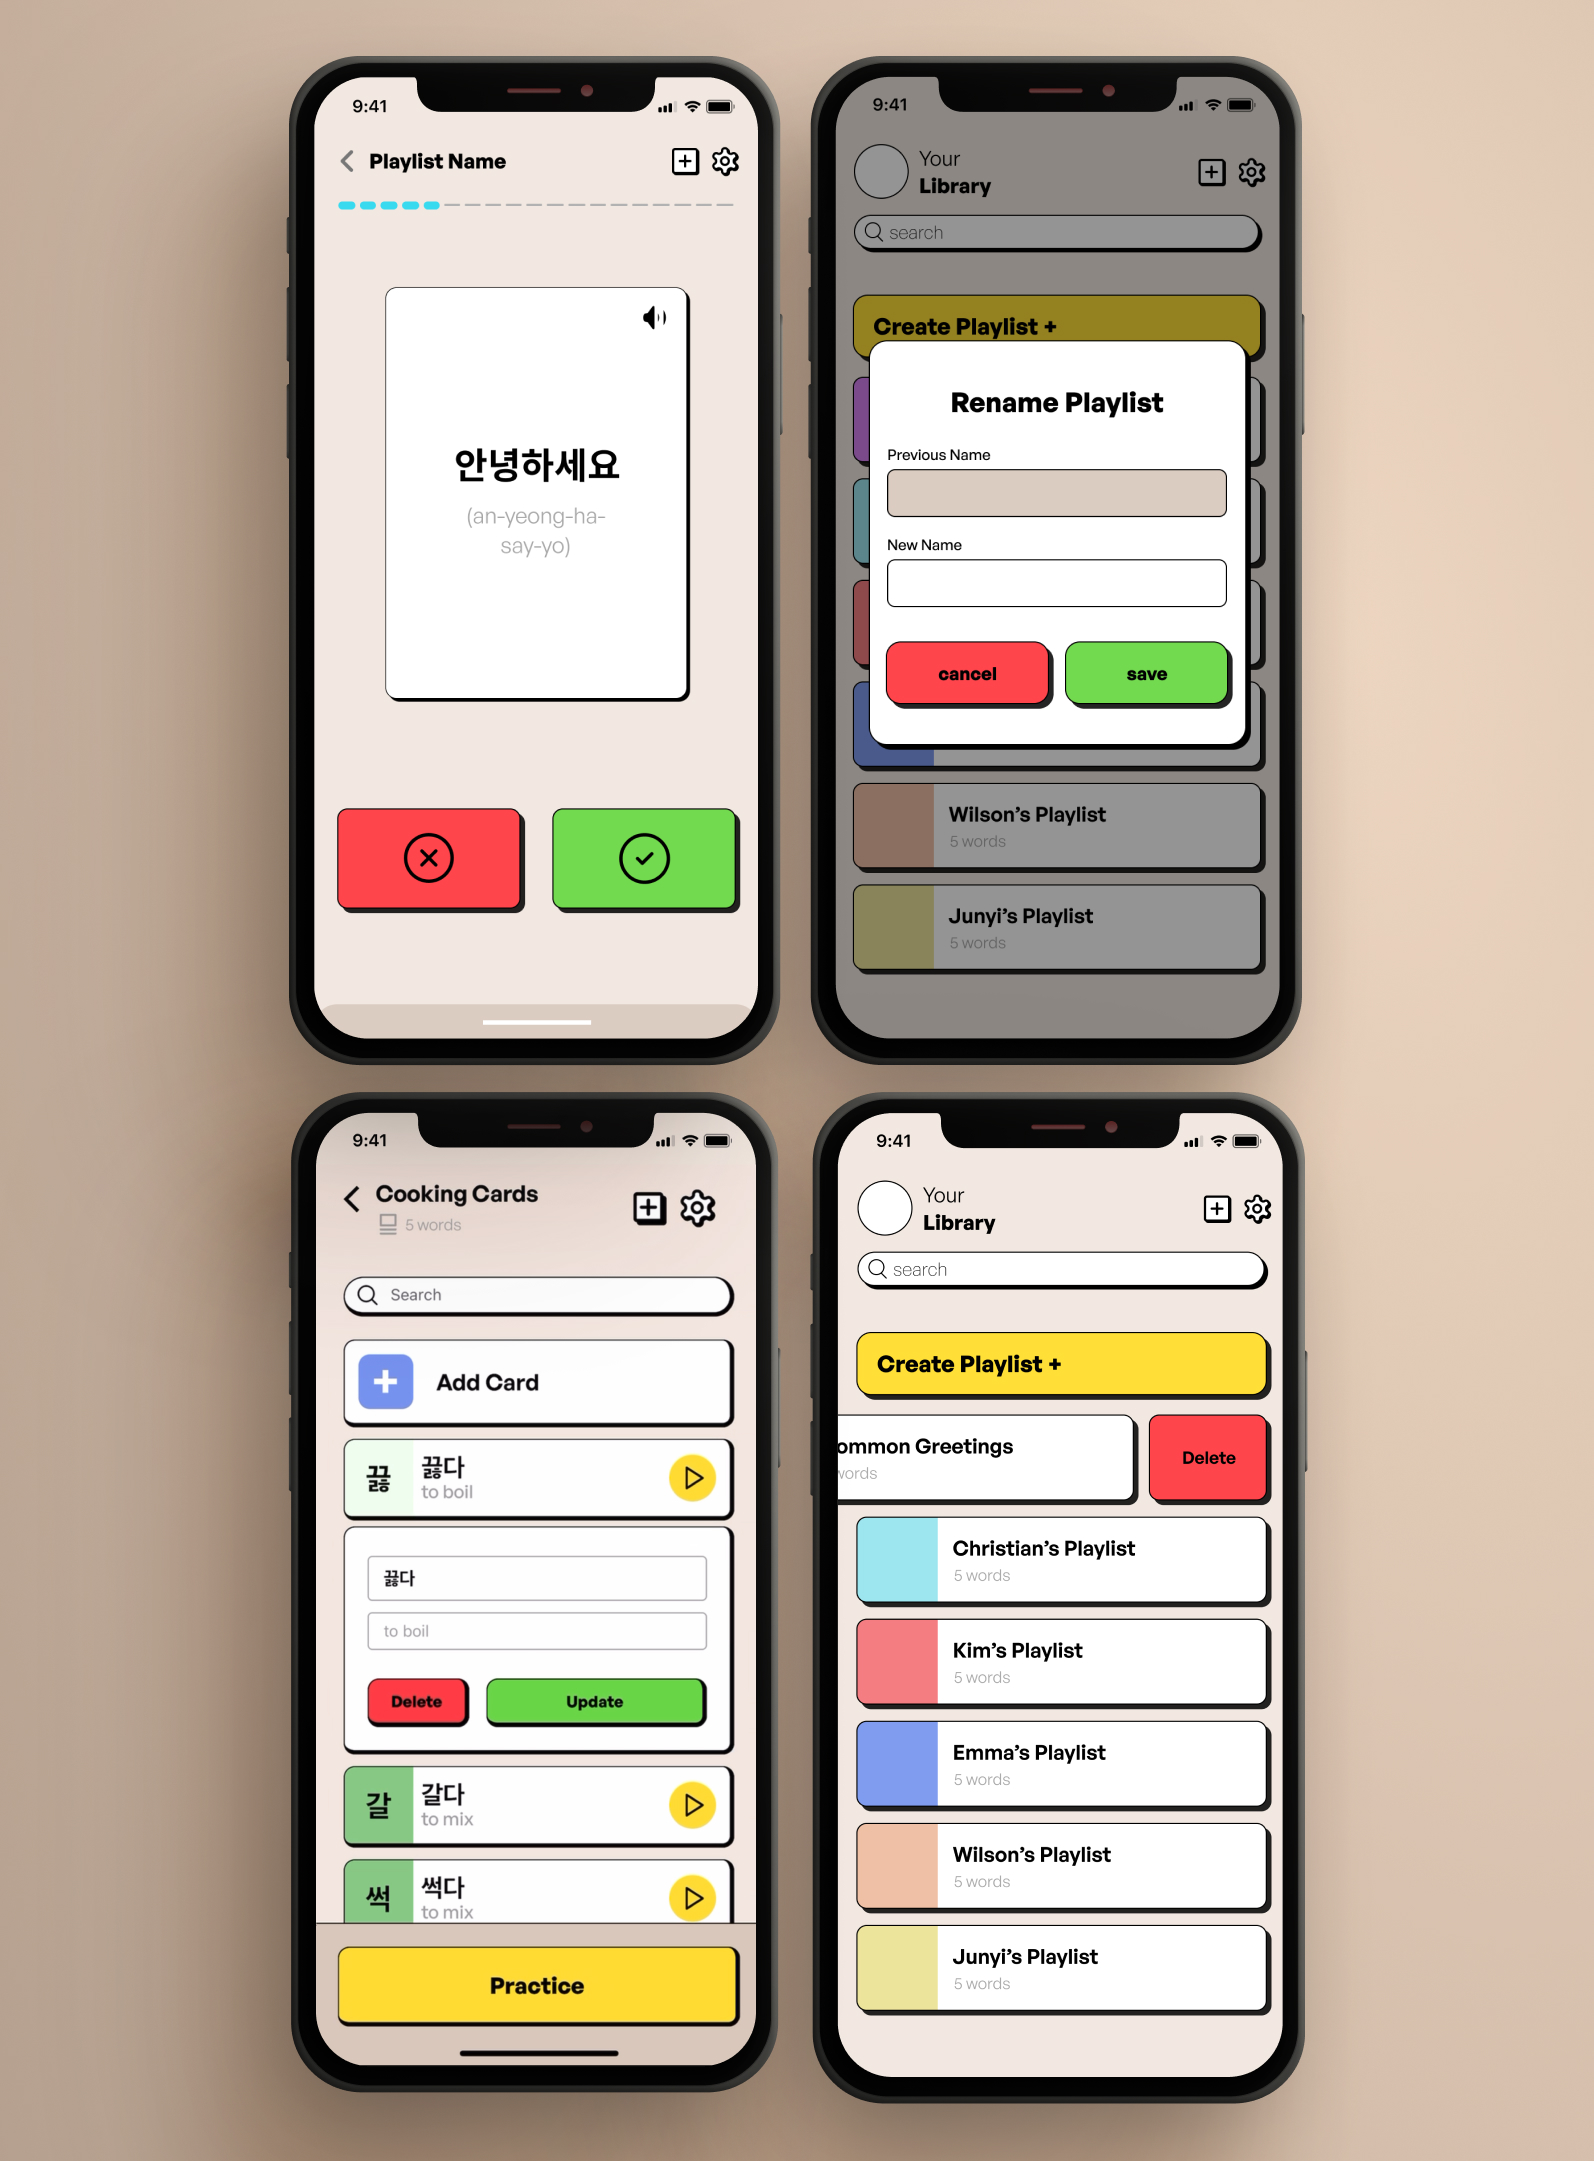 9:41
Playlist Name
안녕하세요
(an-yeong-ha-
say-yo)
9:41
Your
Library
search
Create Playlist +
Rename Playlist
Previous Name
New Name
cancel
save
Wilson's Playlist
5 words
Junyi's Playlist
5 words
9:41
Cooking Cards
5 words
Search
Add Card
끓
끓다
to boil
끓다
to boil
Delete
Update
갈
갈다
to mix
썩
썩다
to mix
Practice
9:41
Your
Library
search
Create Playlist +
ommon Greetings
words
Delete
Christian's Playlist
5 words
Kim's Playlist
5 words
Emma's Playlist
5 words
Wilson's Playlist
5 words
Junyi's Playlist
5 words